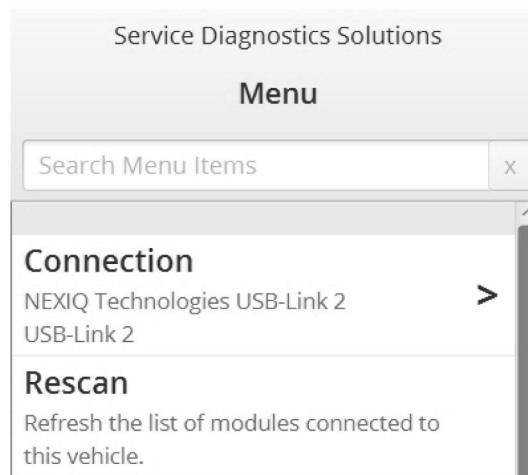 Service Diagnostics Solutions
Menu
Search Menu Items
x
Connection
NEXIQ Technologies USB-Link 2
USB-Link 2
>
Rescan
Refresh the list of modules connected to
this vehicle.